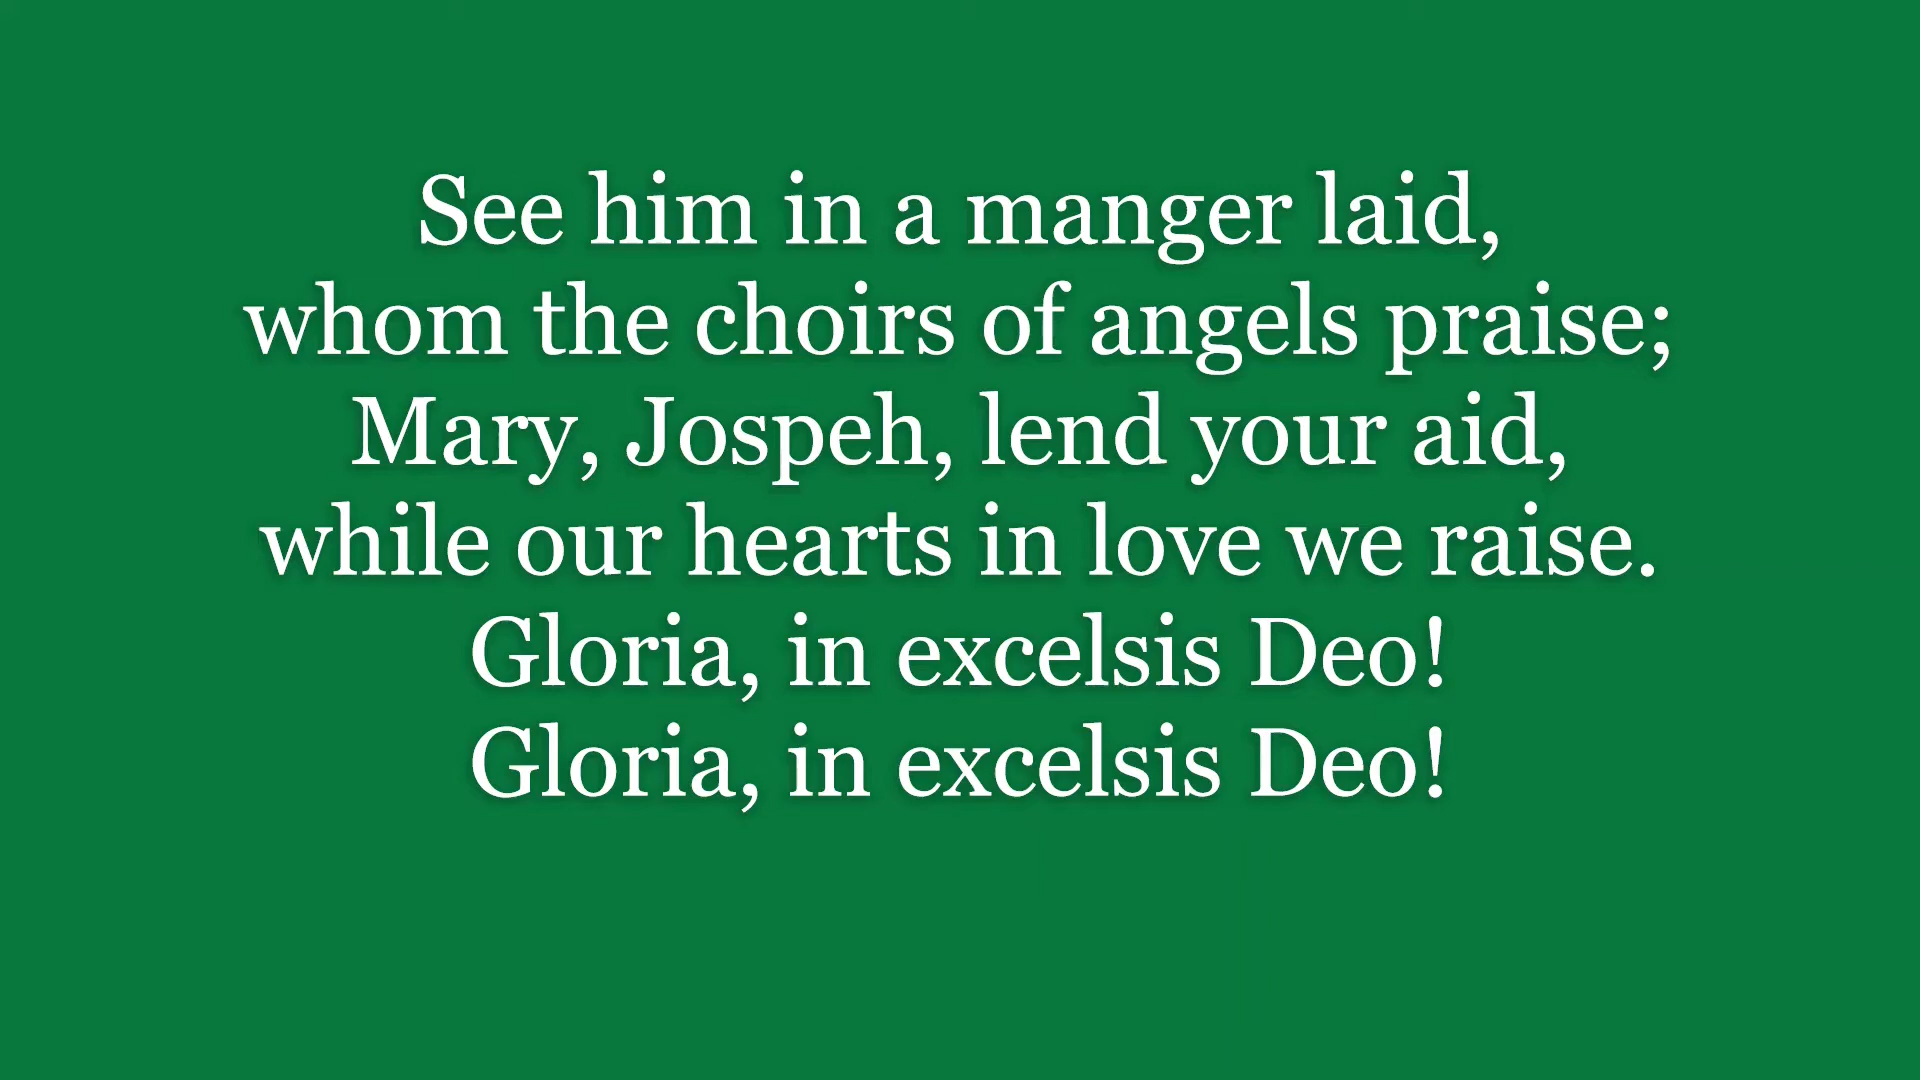 See him in a manger laid,
whom the choirs of angels praise;
Mary, Jospeh, lend your aid,
while our hearts in love we raise.
Gloria, in excelsis Deo!
Gloria, in excelsis Deo!